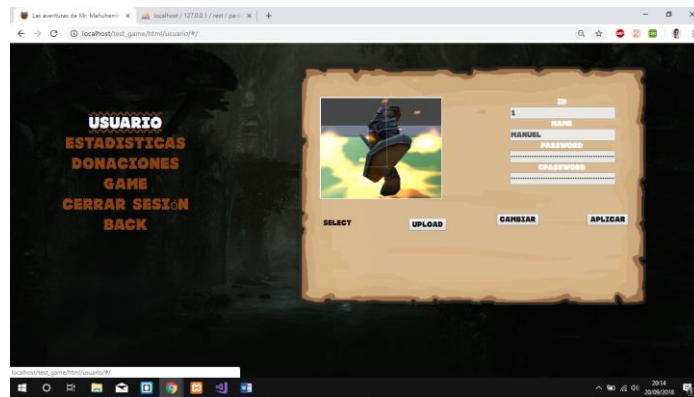 Las aventuras de Mr. Mahuhem
localhost / 127.0.0.1 / rest / part
localhost/test_game/html/usuario/#/
USUARIO
ESTADISTICAS
DONACIONES
GAME
CERRAR SESIóN
BACK
ID
1
NAME
MANUEL
PASSWORD
CPASSWORD
SELECT
UPLOAD
CAMBIAR
APLICAR
localhost/test_game/html/usuario/#/
20:14
20/09/2018